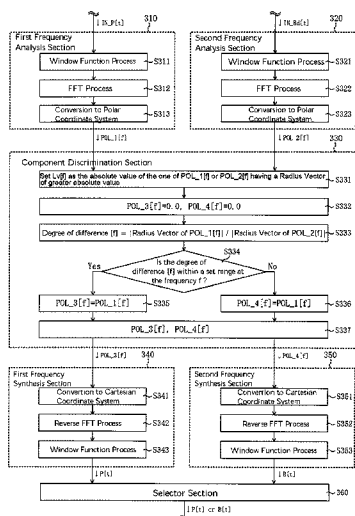 310
320
↓IN_P[t]
↓IN_Bd[t]
First Frequency
Analysis Section
Second Frequency
Analysis Section
Window Function Process
S311
Window Function Process
S321
FFT Process
S312
FFT Process
S322
Conversion to Polar
Coordinate System
S313
Conversion to Polar
Coordinate System
S323
↓POL_1[f]
↓POL_2[f]
330
Component Discrimination Section
Set Lv[f] as the absolute value of the one of POL_1[f] or POL_2[f] having a Radius Vector
of greater absolute value
S331
POL_3[f]=0.0, POL_4[f]=0.0
S332
Degree of difference [f] = |Radius Vector of POL_1[f]| / |Radius Vector of POL_2[f]|
S333
S334
Yes
Is the degree of
difference [f] within a set range
at the frequency f ?
No
POL_3[f]=POL_1[f]
S335
POL_4[f]=POL_1[f]
S336
POL_3[f], POL_4[f]
S337
↓POL_3[f]
340
↓POL_4[f]
350
First Frequency
Synthesis Section
Second Frequency
Synthesis Section
Convertion to Cartesian
Coordinate System
S341
Convertion to Cartesian
Coordinate System
S351
Reverse FFT Process
S342
Reverse FFT Process
S352
Window Function Process
S343
Window Function Process
S353
↓P[t]
↓B[t]
Selector Section
360
↓P[t] or B[t]